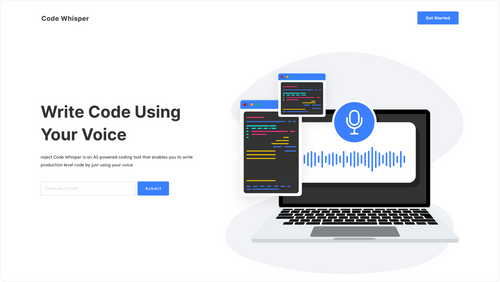 Code Whisper
Get Started
Write Code Using
Your Voice
nject Code Whisper is an AI-powered coding tool that enables you to write
production level code by just using your voice
Enter your Email
Submit